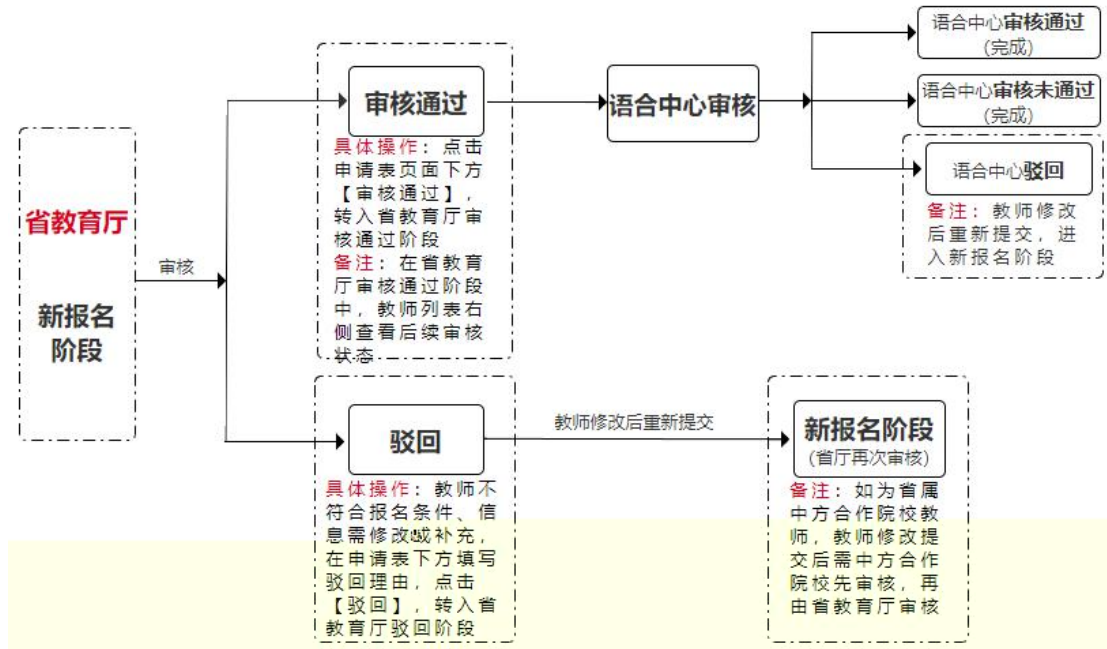 省教育厅
新报名
阶段
审核
审核通过
具体操作：点击
申请表页面下方
【审核通过】，
转入省教育厅审
核通过阶段
备注：在省教育
厅审核通过阶段
中，教师列表右
侧查看后续审核
状态
语合中心审核
语合中心审核通过
(完成)
语合中心审核未通过
(完成)
语合中心驳回
备注：教师修改
后重新提交，进
入新报名阶段
驳回
具体操作：教师不
符合报名条件、信
息需修改或补充，
在申请表下方填写
驳回理由，点击
【驳回】，转入省
教育厅驳回阶段
教师修改后重新提交
新报名阶段
(省厅再次审核)
备注：如为省属
中方合作院校教
师，教师修改提
交后需中方合作
院校先审核，再
由省教育厅审核